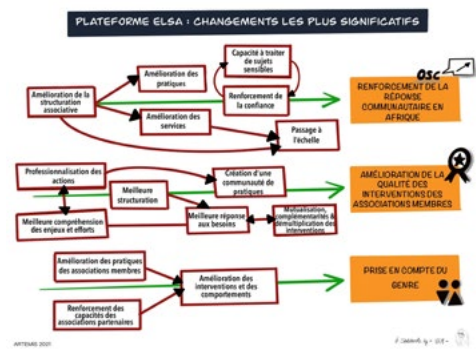 PLATEFORME ELSA : CHANGEMENTS LES PLUS SIGNIFICATIFS
Amélioration de la
structuration
associative
Amélioration des
pratiques
Amélioration des
services
Capacité à traiter
de sujets
sensibles
Renforcement de
la confiance
Passage à
l'échelle
OSC
RENFORCEMENT DE LA
RÉPONSE
COMMUNAUTAIRE EN
AFRIQUE
Professionnalisation des
actions
Meilleure
structuration
Meilleure compréhension
des enjeux et efforts
Création d'une
communauté de
pratiques
Meilleure réponse
aux besoins
Mutualisation,
complémentarités &
démultiplication des
interventions
AMÉLIORATION DE LA
QUALITÉ DES
INTERVENTIONS DES
ASSOCIATIONS MEMBRES
Amélioration des pratiques
des associations membres
Renforcement des
capacités des
associations partenaires
Amélioration des
interventions et des
comportements
PRISE EN COMPTE DU
GENRE
ARTEMIS 2021